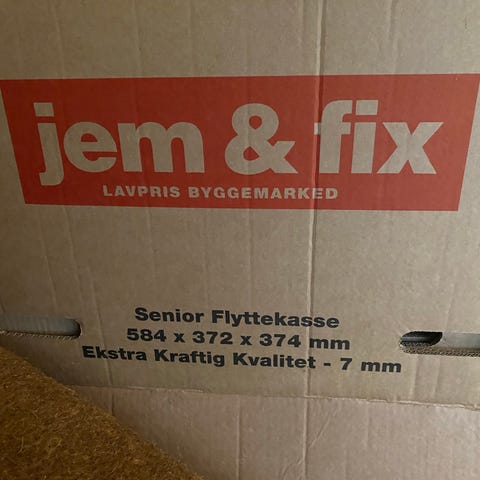 jem & fix
LAVPRIS BYGGEMARKED
Senior Flyttekasse
584 x 372 x 374 mm
Ekstra Kraftig Kvalitet - 7 mm